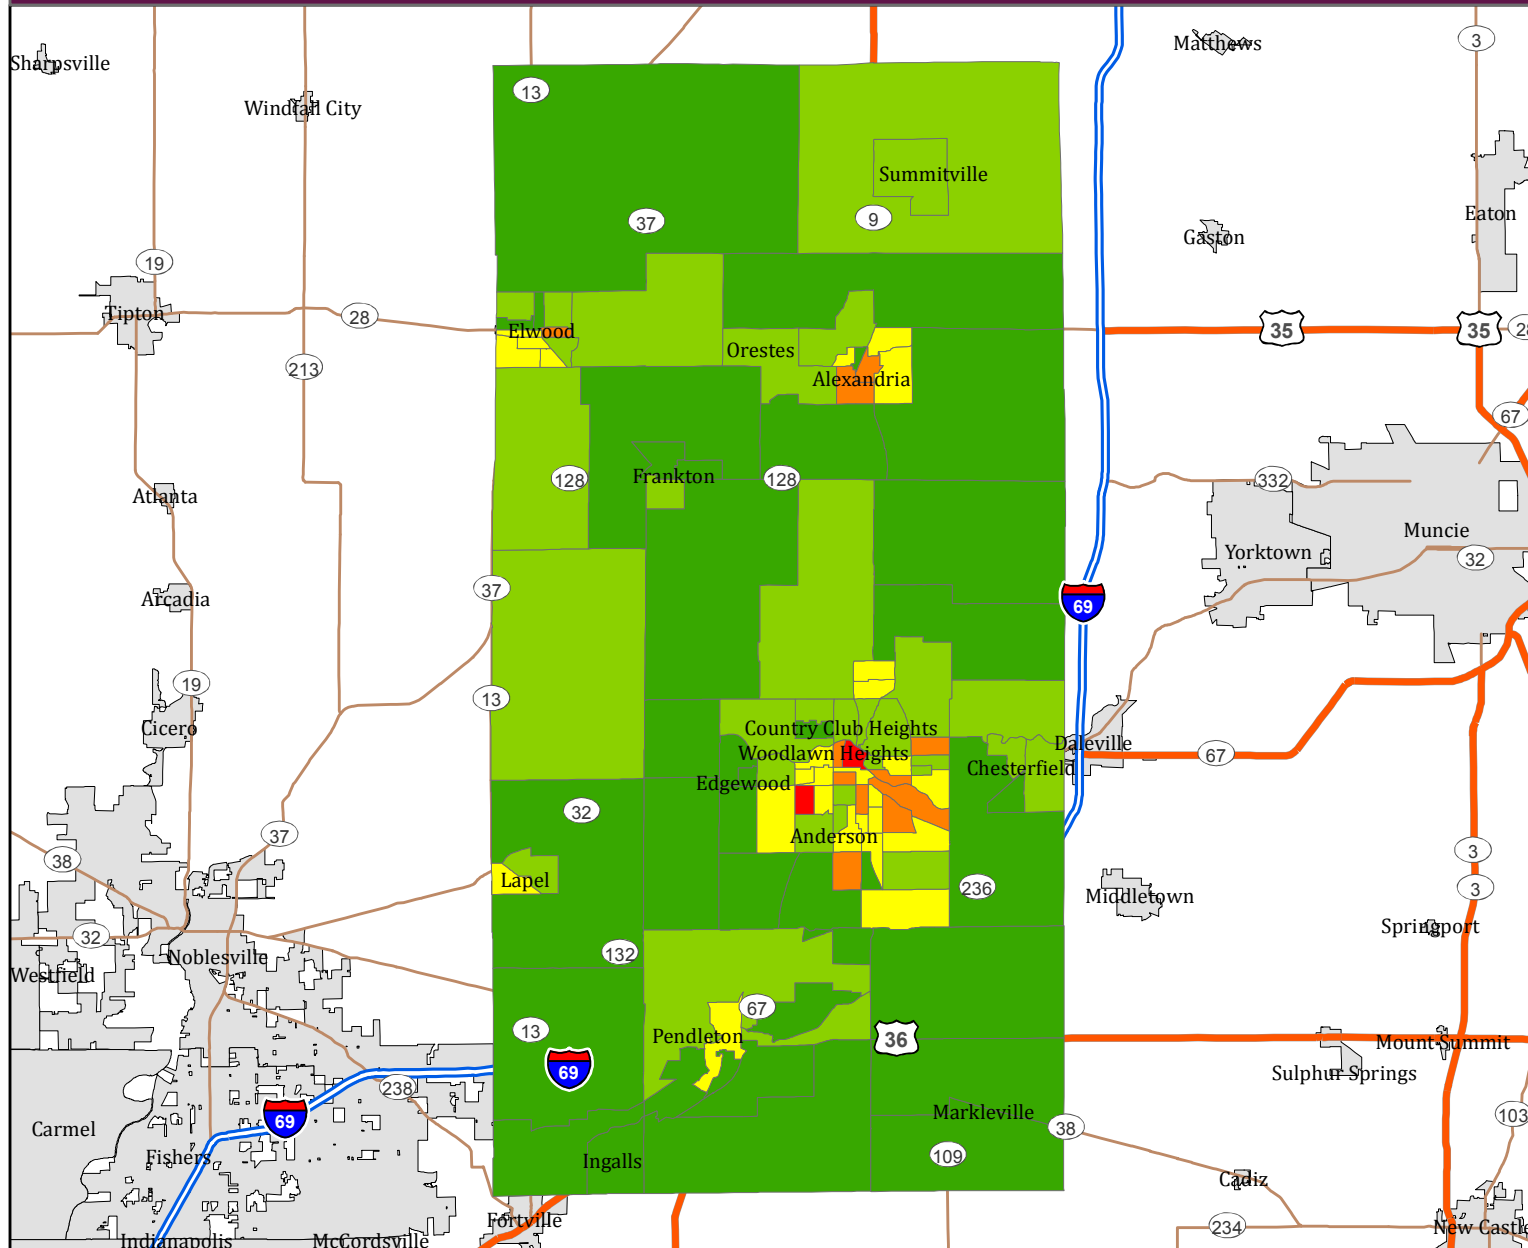 3
Matthews
Sharpsville
13
Windfall City
Summitville
Eaton
37
9
Gaston
19
Tipton
28
Elwood
35
35
28
Orestes
213
Alexandria
67
Frankton
128
128
332
Atlanta
Muncie
Yorktown
32
37
Arcadia
69
19
13
Cicero
Country Club Heights
Daleville
Woodlawn Heights
67
Chesterfield
Edgewood
32
37
Anderson
3
38
Lapel
236
3
Middletown
Springport
32
132
Noblesville
Westfield
67
13
Pendleton
36
Mount Summit
69
Sulphur Springs
238
Markleville
103
69
Carmel
38
Fishers
109
Ingalls
Cadiz
Fortville
234
New Castle
Indianapolis
McCordsville